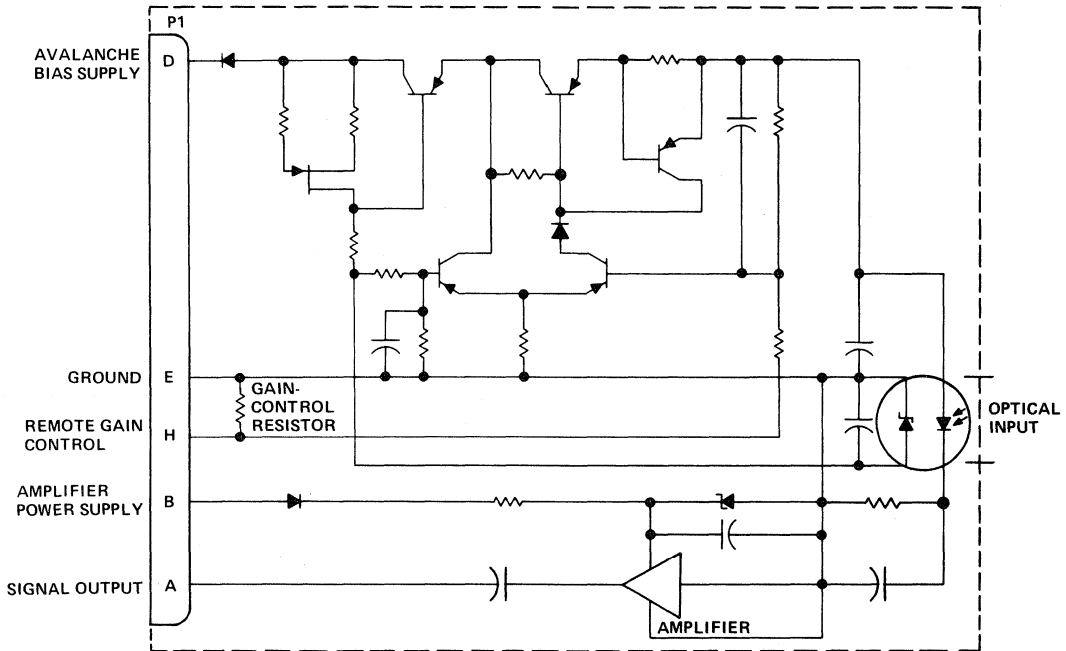 P1
AVALANCHE
BIAS SUPPLY
D
GROUND
E
GAIN-
CONTROL
RESISTOR
REMOTE GAIN
CONTROL
H
OPTICAL
INPUT
AMPLIFIER
POWER SUPPLY
B
SIGNAL OUTPUT
A
AMPLIFIER